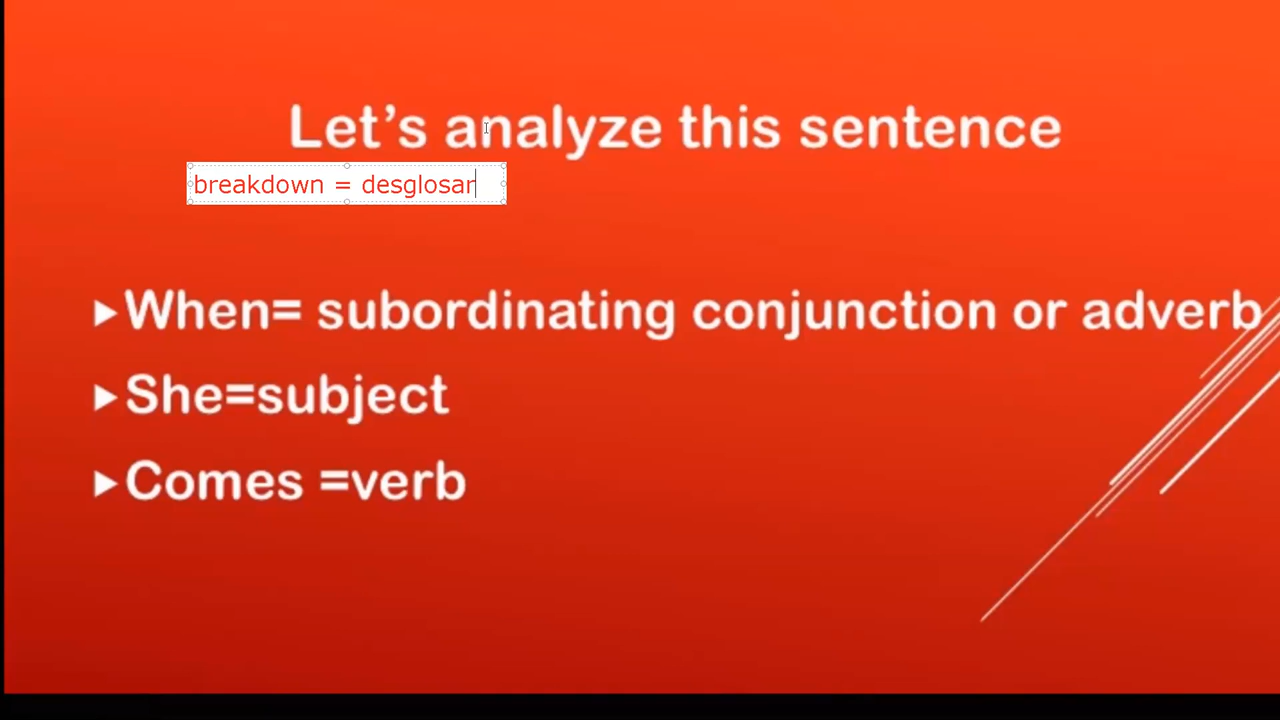 Let’s analyze this sentence
breakdown = desglosar
▶When= subordinating conjunction or adverb
▶She=subject
▶Comes =verb